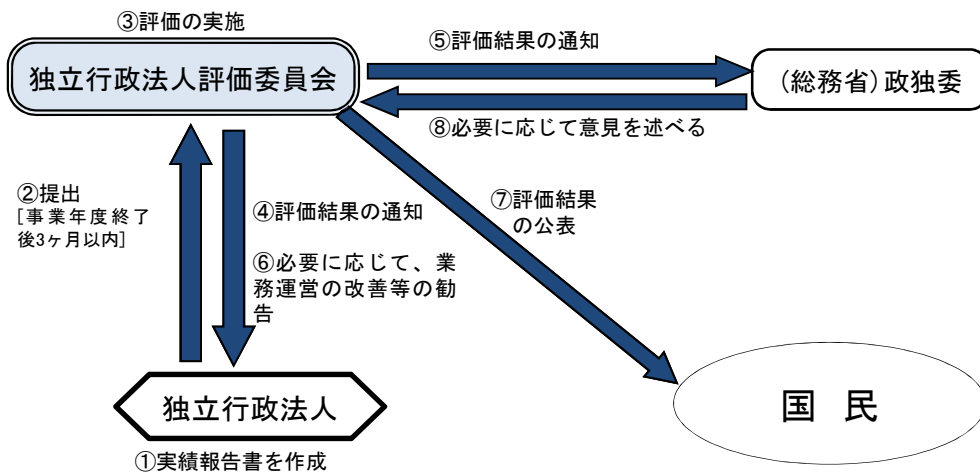 ③評価の実施
独立行政法人評価委員会
⑤評価結果の通知
(総務省)政独委
⑧必要に応じて意見を述べる
②提出
[事業年度終了
後3ヶ月以内]
④評価結果の通知
⑥必要に応じて、業
務運営の改善等の勧
告
⑦評価結果
の公表
独立行政法人
①実績報告書を作成
国 民